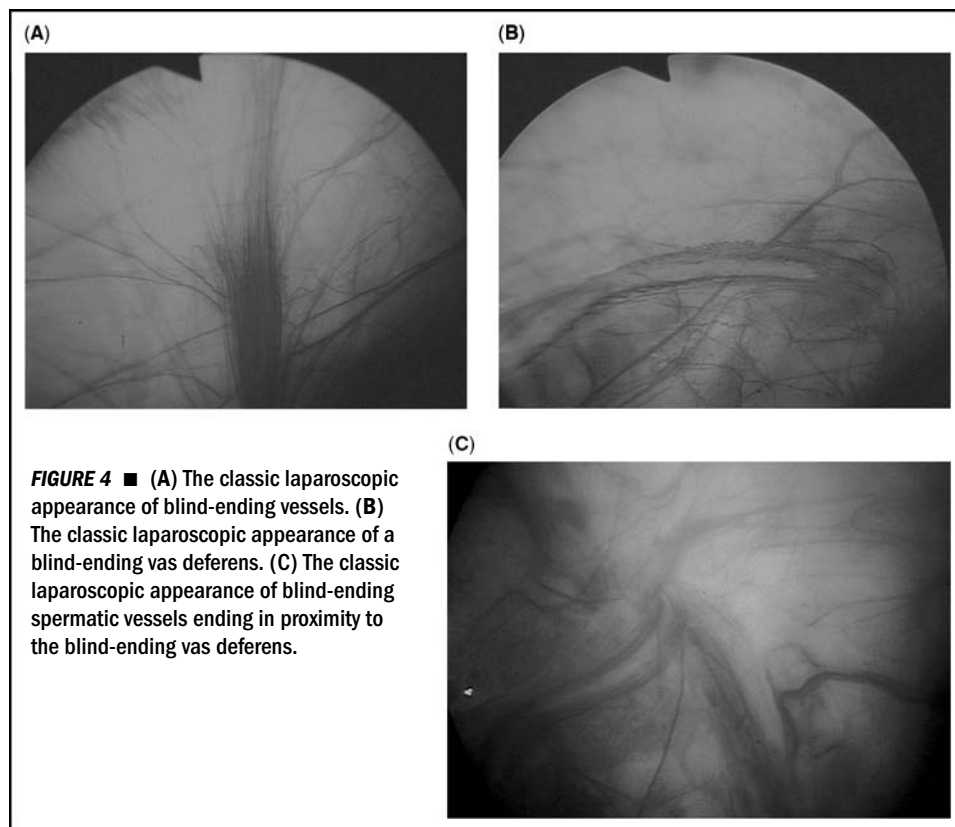 (A)
(B)
(C)
FIGURE 4 ■ (A) The classic laparoscopic
appearance of blind-ending vessels. (B)
The classic laparoscopic appearance of a
blind-ending vas deferens. (C) The classic
laparoscopic appearance of blind-ending
spermatic vessels ending in proximity to
the blind-ending vas deferens.